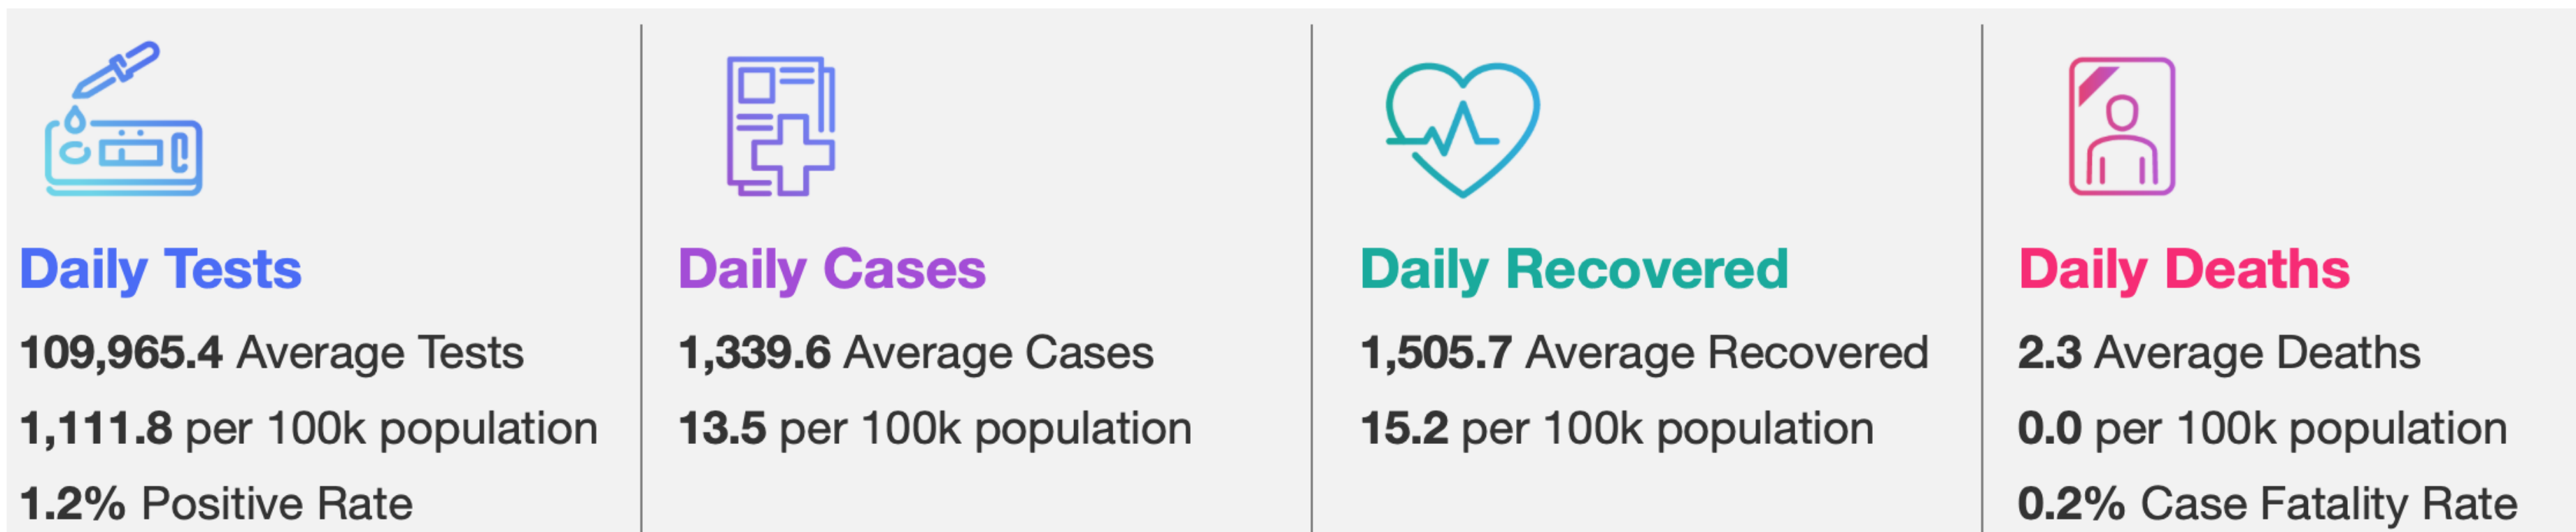 Daily Tests
109,965.4 Average Tests
1,111.8 per 100k population
1.2% Positive Rate
Daily Cases
1,339.6 Average Cases
13.5 per 100k population
Daily Recovered
1,505.7 Average Recovered
15.2 per 100k population
Daily Deaths
2.3 Average Deaths
0.0 per 100k population
0.2% Case Fatality Rate